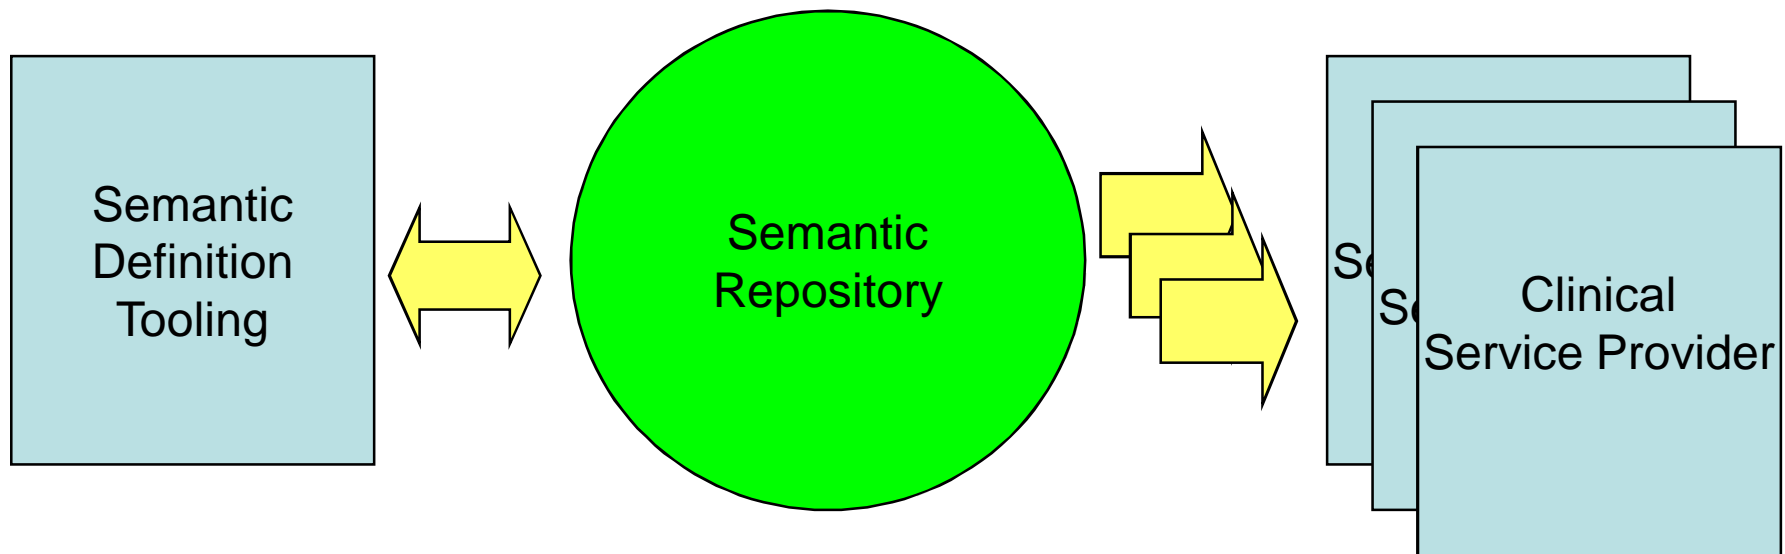 Semantic
Definition
Tooling
Semantic
Repository
Clinical
Service Provider